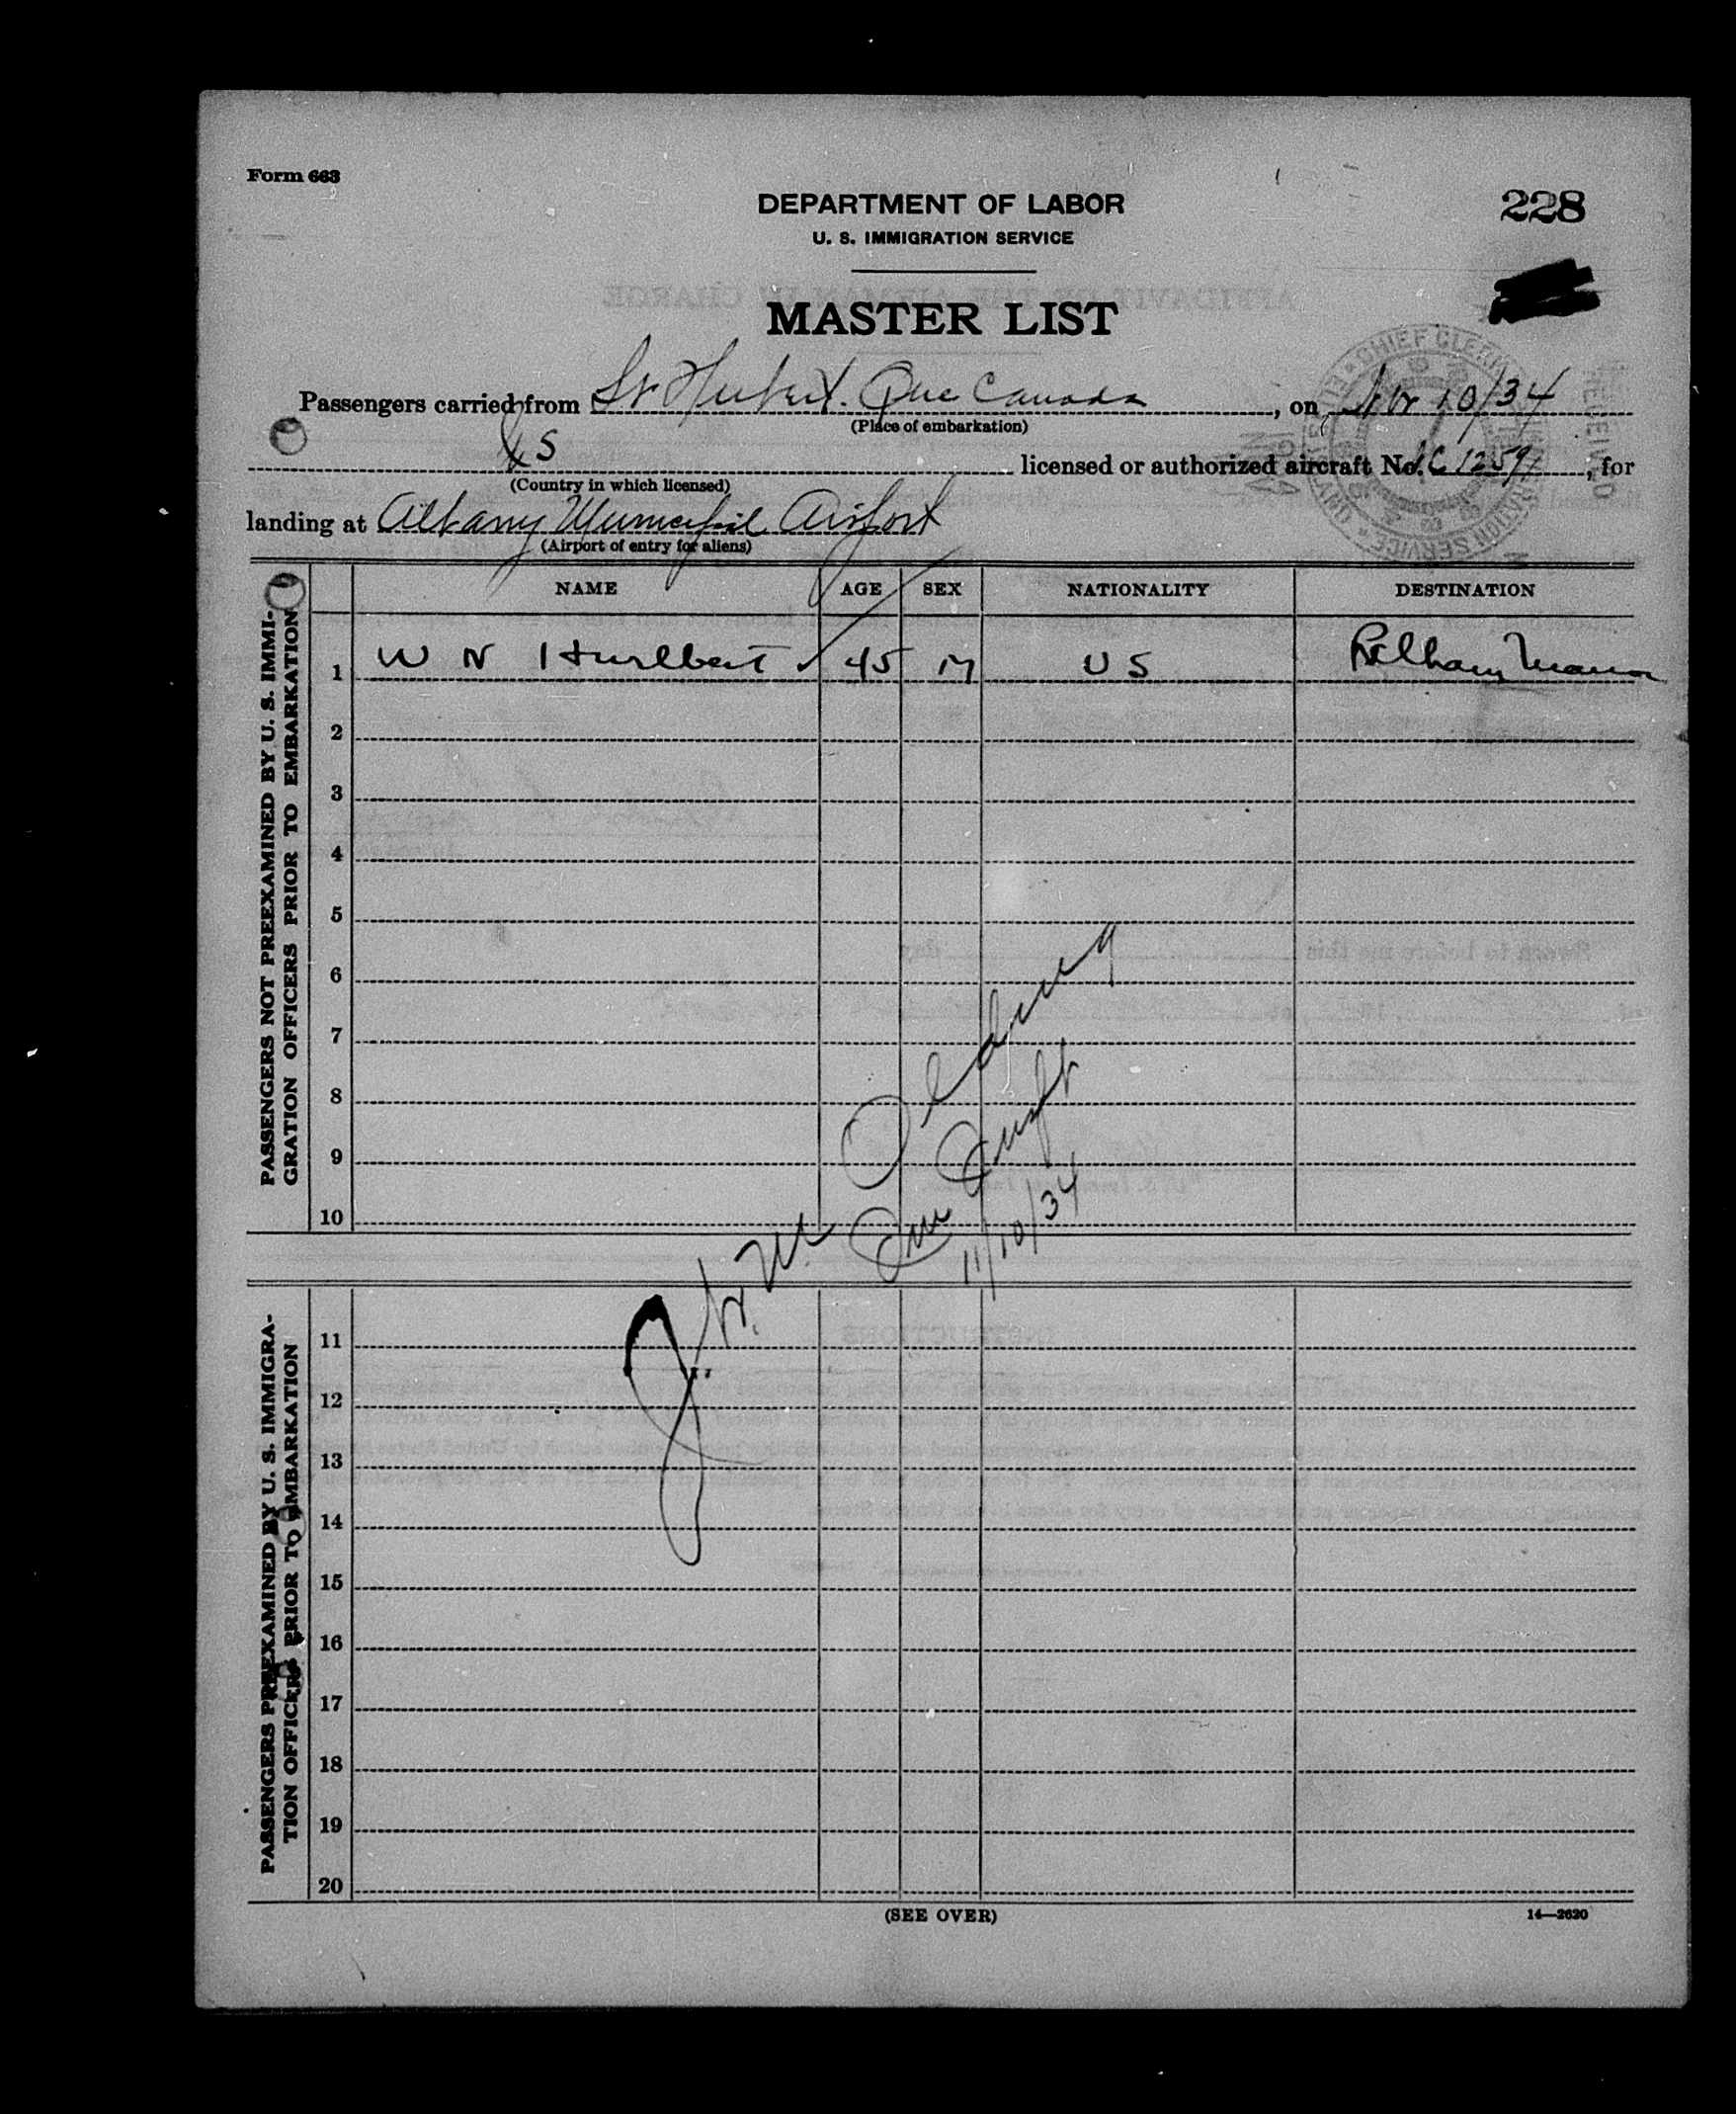 Form 663
DEPARTMENT OF LABOR
U. S. IMMIGRATION SERVICE
228
MASTER LIST
Passengers carried from St Hubert. Que Canada, on Nov 10/34
(Place of embarkation)
US licensed or authorized aircraft No. , for
(Country in which licensed)
landing at Albany Municipal Airport
(Airport of entry for aliens)
NAME AGE SEX NATIONALITY DESTINATION
PASSENGERS NOT PREEXAMINED BY U. S. IMMI-
GRATION OFFICERS PRIOR TO EMBARKATION
1 W N Hurlbert 45 M US Pelham Manor
2
3
4
5
6
7
8
9
10
11/10/34
PASSENGERS PREEXAMINED BY U. S. IMMIGRA-
TION OFFICERS PRIOR TO EMBARKATION
11
12
13
14
15
16
17
18
19
20
(SEE OVER)
14—2620